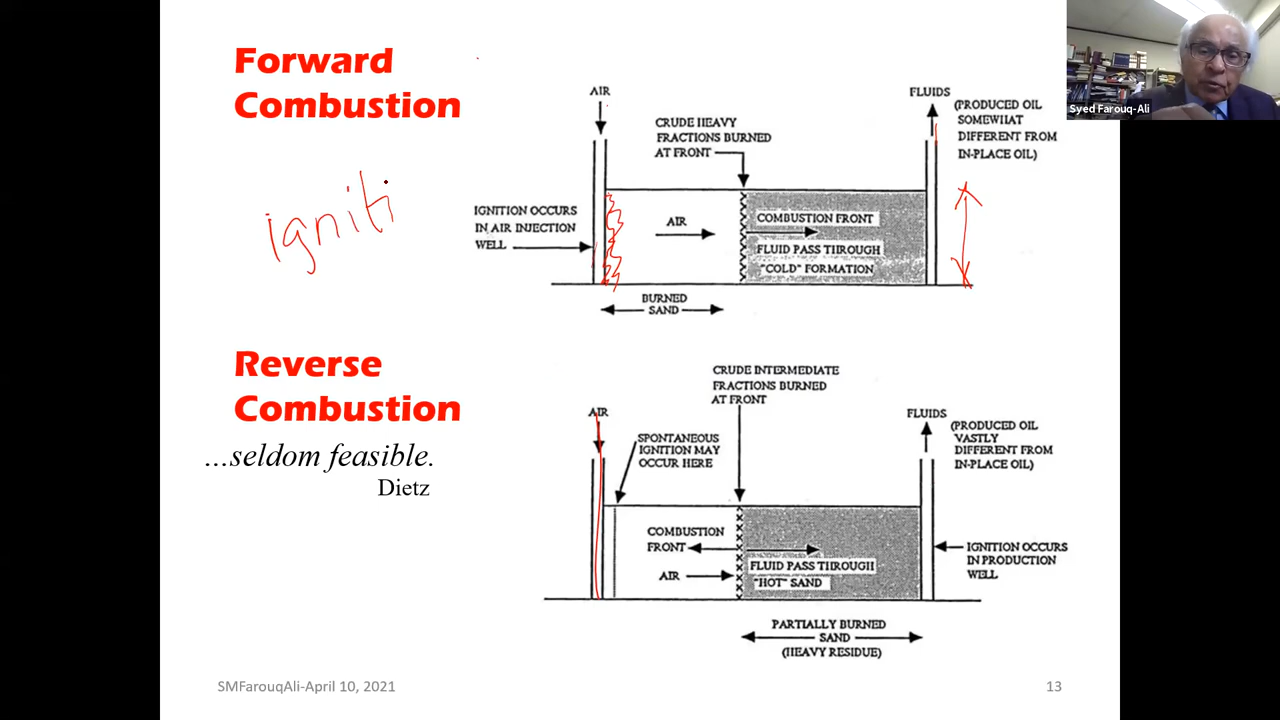 Forward
Combustion
igniti
AIR
CRUDE HEAVY
FRACTIONS BURNED
AT FRONT
FLUIDS
(PRODUCED OIL
SOMEWHAT
DIFFERENT FROM
IN-PLACE OIL)
IGNITION OCCURS
IN AIR INJECTION
WELL
AIR
COMBUSTION FRONT
FLUID PASS THROUGH
"COLD" FORMATION
BURNED
SAND
Syed Farouq-Ali
Reverse
Combustion
...seldom feasible.
Dietz
AIR
SPONTANEOUS
IGNITION MAY
OCCUR HERE
CRUDE INTERMEDIATE
FRACTIONS BURNED
AT FRONT
FLUIDS
(PRODUCED OIL
VASTLY
DIFFERENT FROM
IN-PLACE OIL)
COMBUSTION
FRONT
AIR
FLUID PASS THROUGH
"HOT" SAND
IGNITION OCCURS
IN PRODUCTION
WELL
PARTIALLY BURNED
SAND
(HEAVY RESIDUE)
SMFarouqAli-April 10, 2021
13